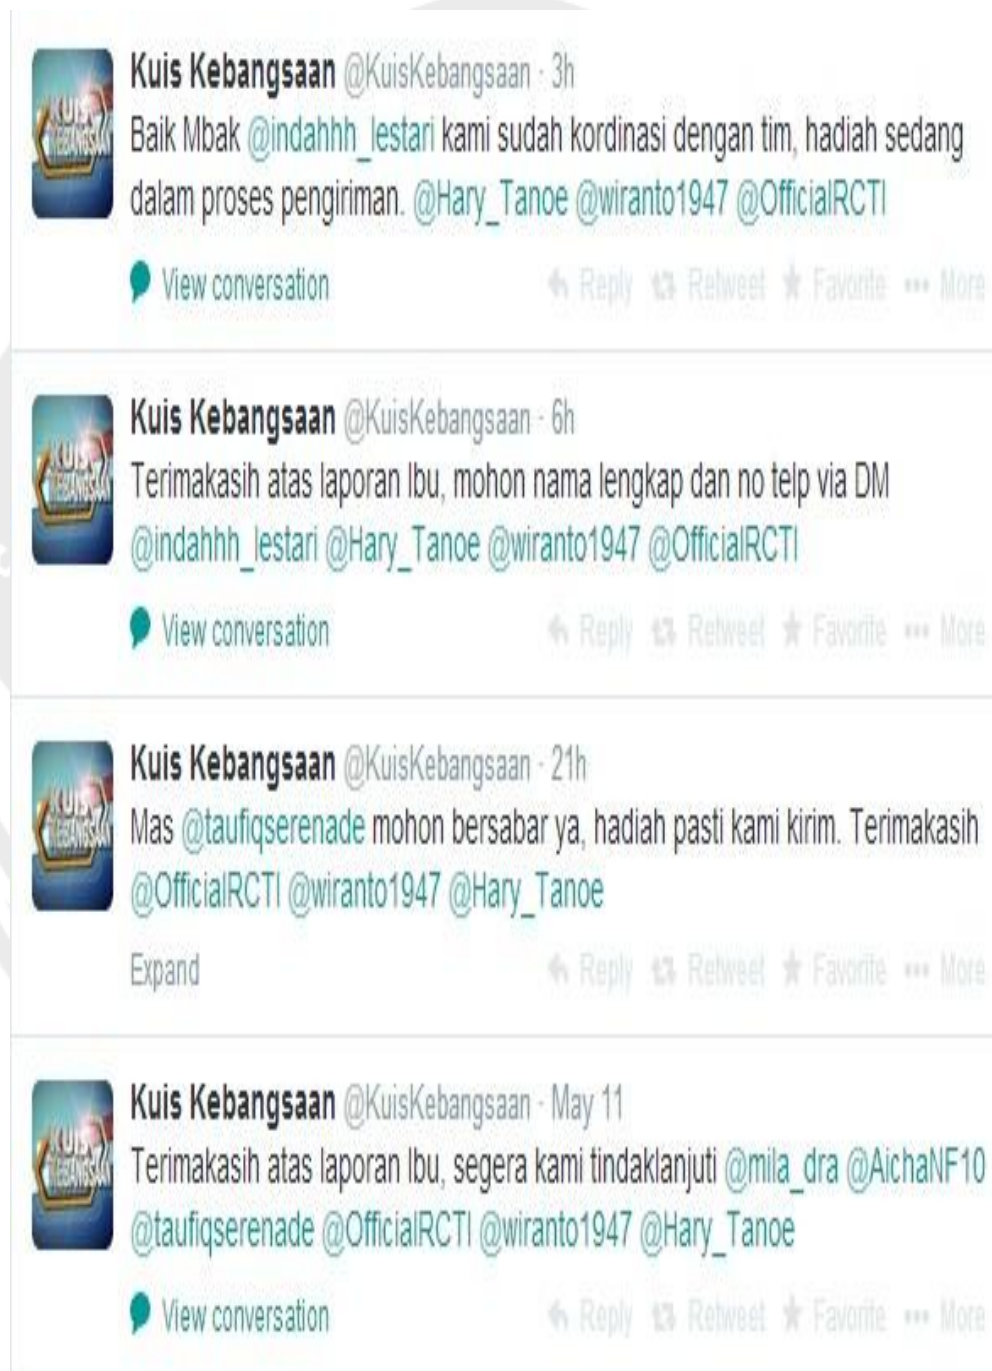 Kuis Kebangsaan @KuisKebangsaan · 3h
Baik Mbak @indahhh_lestari kami sudah kordinasi dengan tim, hadiah sedang
dalam proses pengiriman. @Hary_Tanoe @wiranto1947 @OfficialRCTI
View conversation Reply Retweet Favorite More
Kuis Kebangsaan @KuisKebangsaan · 6h
Terimakasih atas laporan Ibu, mohon nama lengkap dan no telp via DM
@indahhh_lestari @Hary_Tanoe @wiranto1947 @OfficialRCTI
View conversation Reply Retweet Favorite More
Kuis Kebangsaan @KuisKebangsaan · 21h
Mas @taufiqserenade mohon bersabar ya, hadiah pasti kami kirim. Terimakasih
@OfficialRCTI @wiranto1947 @Hary_Tanoe
Expand Reply Retweet Favorite More
Kuis Kebangsaan @KuisKebangsaan · May 11
Terimakasih atas laporan Ibu, segera kami tindaklanjuti @mila_dra @AichaNF10
@taufiqserenade @OfficialRCTI @wiranto1947 @Hary_Tanoe
View conversation Reply Retweet Favorite More